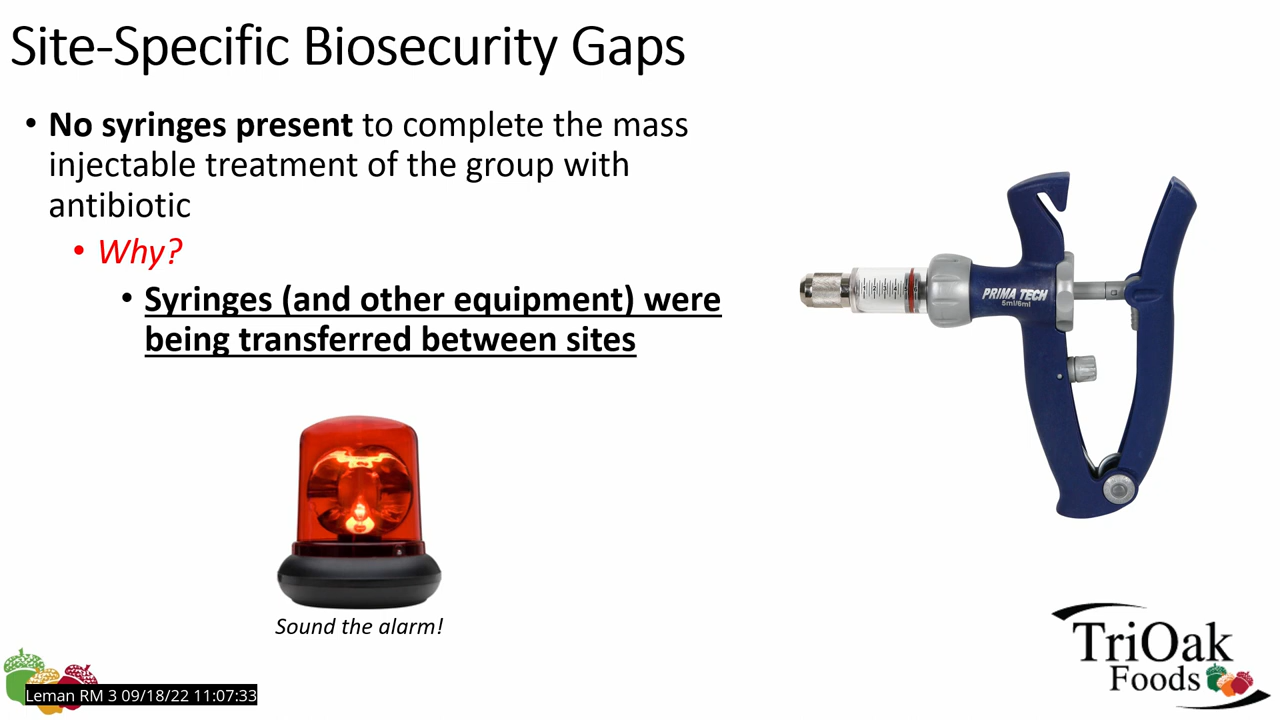 Site-Specific Biosecurity Gaps
• No syringes present to complete the mass
injectable treatment of the group with
antibiotic
• Why?
• Syringes (and other equipment) were
being transferred between sites
PRIMA TECH
5ml/6ml
Sound the alarm!
TriOak
Foods
Leman RM 3 09/18/22 11:07:33